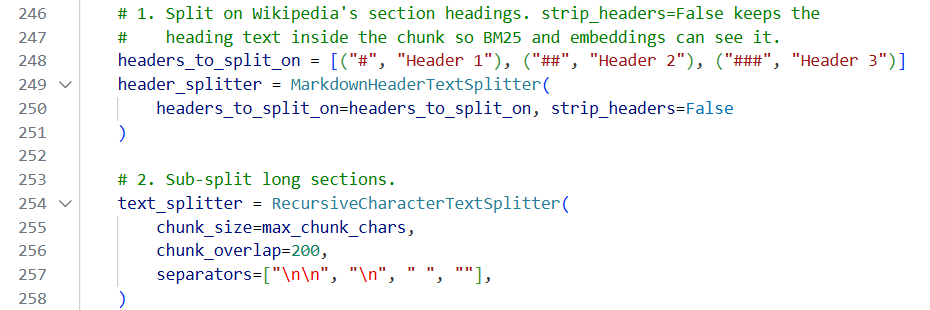 246 # 1. Split on Wikipedia's section headings. strip_headers=False keeps the
247 #    heading text inside the chunk so BM25 and embeddings can see it.
248 headers_to_split_on = [("#", "Header 1"), ("##", "Header 2"), ("###", "Header 3")]
249 header_splitter = MarkdownHeaderTextSplitter(
250     headers_to_split_on=headers_to_split_on, strip_headers=False
251 )
252
253 # 2. Sub-split long sections.
254 text_splitter = RecursiveCharacterTextSplitter(
255     chunk_size=max_chunk_chars,
256     chunk_overlap=200,
257     separators=["\n\n", "\n", " ", ""],
258 )